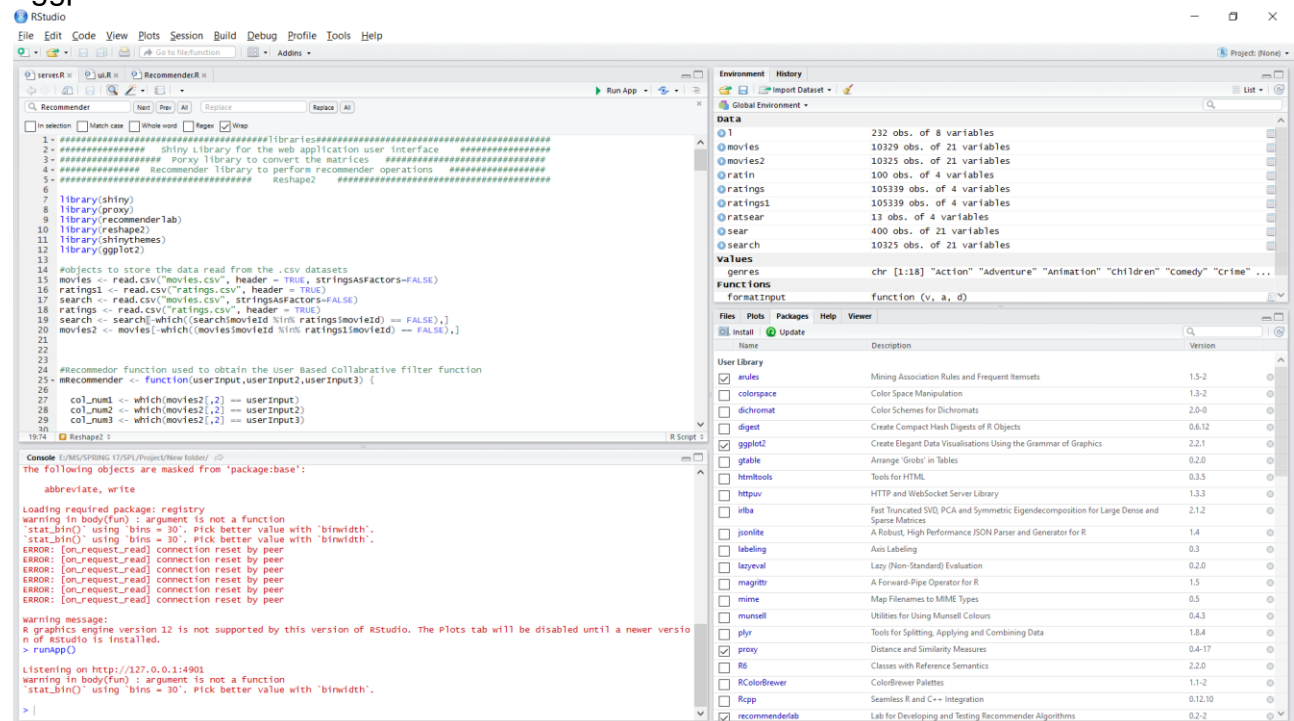 RStudio
File Edit Code View Plots Session Build Debug Profile Tools Help
Go to file/function Addins
Project: (None)
server.R ui.R Recommender.R
Run App
Recommender Next Prev All Replace Replace All
In selection Match case Whole word Regex Wrap
1 #######################################libraries############################################
2 ################ Shiny Library for the web application user interface #################
3 ################### Porxy library to convert the matrices ##############################
4 ############### Recommender library to perform recommender operations ##################
5 #################################### Reshape2 ########################################
6
7 library(shiny)
8 library(proxy)
9 library(recommenderlab)
10 library(reshape2)
11 library(shinythemes)
12 library(ggplot2)
13
14 #objects to store the data read from the .csv datasets
15 movies <- read.csv("movies.csv", header = TRUE, stringsAsFactors=FALSE)
16 ratings1 <- read.csv("ratings.csv", header = TRUE)
17 search <- read.csv("movies.csv", stringsAsFactors=FALSE)
18 ratings <- read.csv("ratings.csv", header = TRUE)
19 search <- search[-which((search$movieId %in% ratings$movieId) == FALSE),]
20 movies2 <- movies[-which((movies$movieId %in% ratings1$movieId) == FALSE),]
21
22
23
24 #Recommedor function used to obtain the User Based Collabrative filter function
25 mRecommender <- function(userInput,userInput2,userInput3) {
26
27 col_num1 <- which(movies2[,2] == userInput)
28 col_num2 <- which(movies2[,2] == userInput2)
29 col_num3 <- which(movies2[,2] == userInput3)
30
19:74 Reshape2 R Script
Console E:/MS/SPRING 17/SPL/Project/New folder/
The following objects are masked from ‘package:base’:
abbreviate, write
Loading required package: registry
Warning in body(fun) : argument is not a function
`stat_bin()` using `bins = 30`. Pick better value with `binwidth`.
`stat_bin()` using `bins = 30`. Pick better value with `binwidth`.
ERROR: [on_request_read] connection reset by peer
ERROR: [on_request_read] connection reset by peer
ERROR: [on_request_read] connection reset by peer
ERROR: [on_request_read] connection reset by peer
ERROR: [on_request_read] connection reset by peer
ERROR: [on_request_read] connection reset by peer
Warning message:
R graphics engine version 12 is not supported by this version of RStudio. The Plots tab will be disabled until a newer versio
n of RStudio is installed.
> runApp()
Listening on http://127.0.0.1:4901
Warning in body(fun) : argument is not a function
`stat_bin()` using `bins = 30`. Pick better value with `binwidth`.
>
Environment History
Import Dataset List
Global Environment
Data
l 232 obs. of 8 variables
movies 10329 obs. of 21 variables
movies2 10325 obs. of 21 variables
ratin 100 obs. of 4 variables
ratings 105339 obs. of 4 variables
ratings1 105339 obs. of 4 variables
ratsear 13 obs. of 4 variables
sear 400 obs. of 21 variables
search 10325 obs. of 21 variables
Values
genres chr [1:18] "Action" "Adventure" "Animation" "Children" "Comedy" "Crime" ...
Functions
formatInput function (v, a, d)
Files Plots Packages Help Viewer
Install Update
Name Description Version
User Library
arules Mining Association Rules and Frequent Itemsets 1.5-2
colorspace Color Space Manipulation 1.3-2
dichromat Color Schemes for Dichromats 2.0-0
digest Create Compact Hash Digests of R Objects 0.6.12
ggplot2 Create Elegant Data Visualisations Using the Grammar of Graphics 2.2.1
gtable Arrange 'Grobs' in Tables 0.2.0
htmltools Tools for HTML 0.3.5
httpuv HTTP and WebSocket Server Library 1.3.3
irlba Fast Truncated SVD, PCA and Symmetric Eigendecomposition for Large Dense and 2.1.2
Sparse Matrices
jsonlite A Robust, High Performance JSON Parser and Generator for R 1.4
labeling Axis Labeling 0.3
lazyeval Lazy (Non-Standard) Evaluation 0.2.0
magrittr A Forward-Pipe Operator for R 1.5
mime Map Filenames to MIME Types 0.5
munsell Utilities for Using Munsell Colours 0.4.3
plyr Tools for Splitting, Applying and Combining Data 1.8.4
proxy Distance and Similarity Measures 0.4-17
R6 Classes with Reference Semantics 2.2.0
RColorBrewer ColorBrewer Palettes 1.1-2
Rcpp Seamless R and C++ Integration 0.12.10
recommenderlab Lab for Developing and Testing Recommender Algorithms 0.2-2